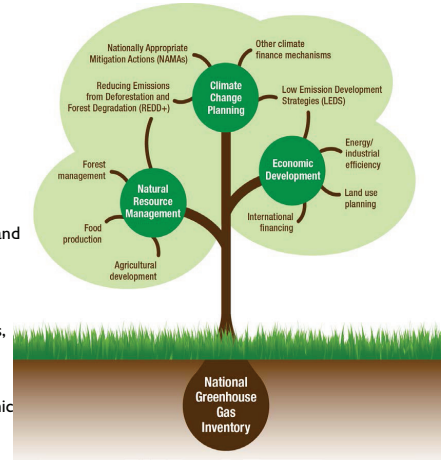 Nationally Appropriate
Mitigation Actions (NAMAs)
Other climate
finance mechanisms
Climate
Change
Planning
Reducing Emissions
from Deforestation and
Forest Degradation (REDD+)
Low Emission Development
Strategies (LEDS)
Energy/
industrial
efficiency
Economic
Development
Land use
planning
International
financing
Forest
management
Natural
Resource
Management
Food
production
Agricultural
development
and
National
Greenhouse
Gas
Inventory